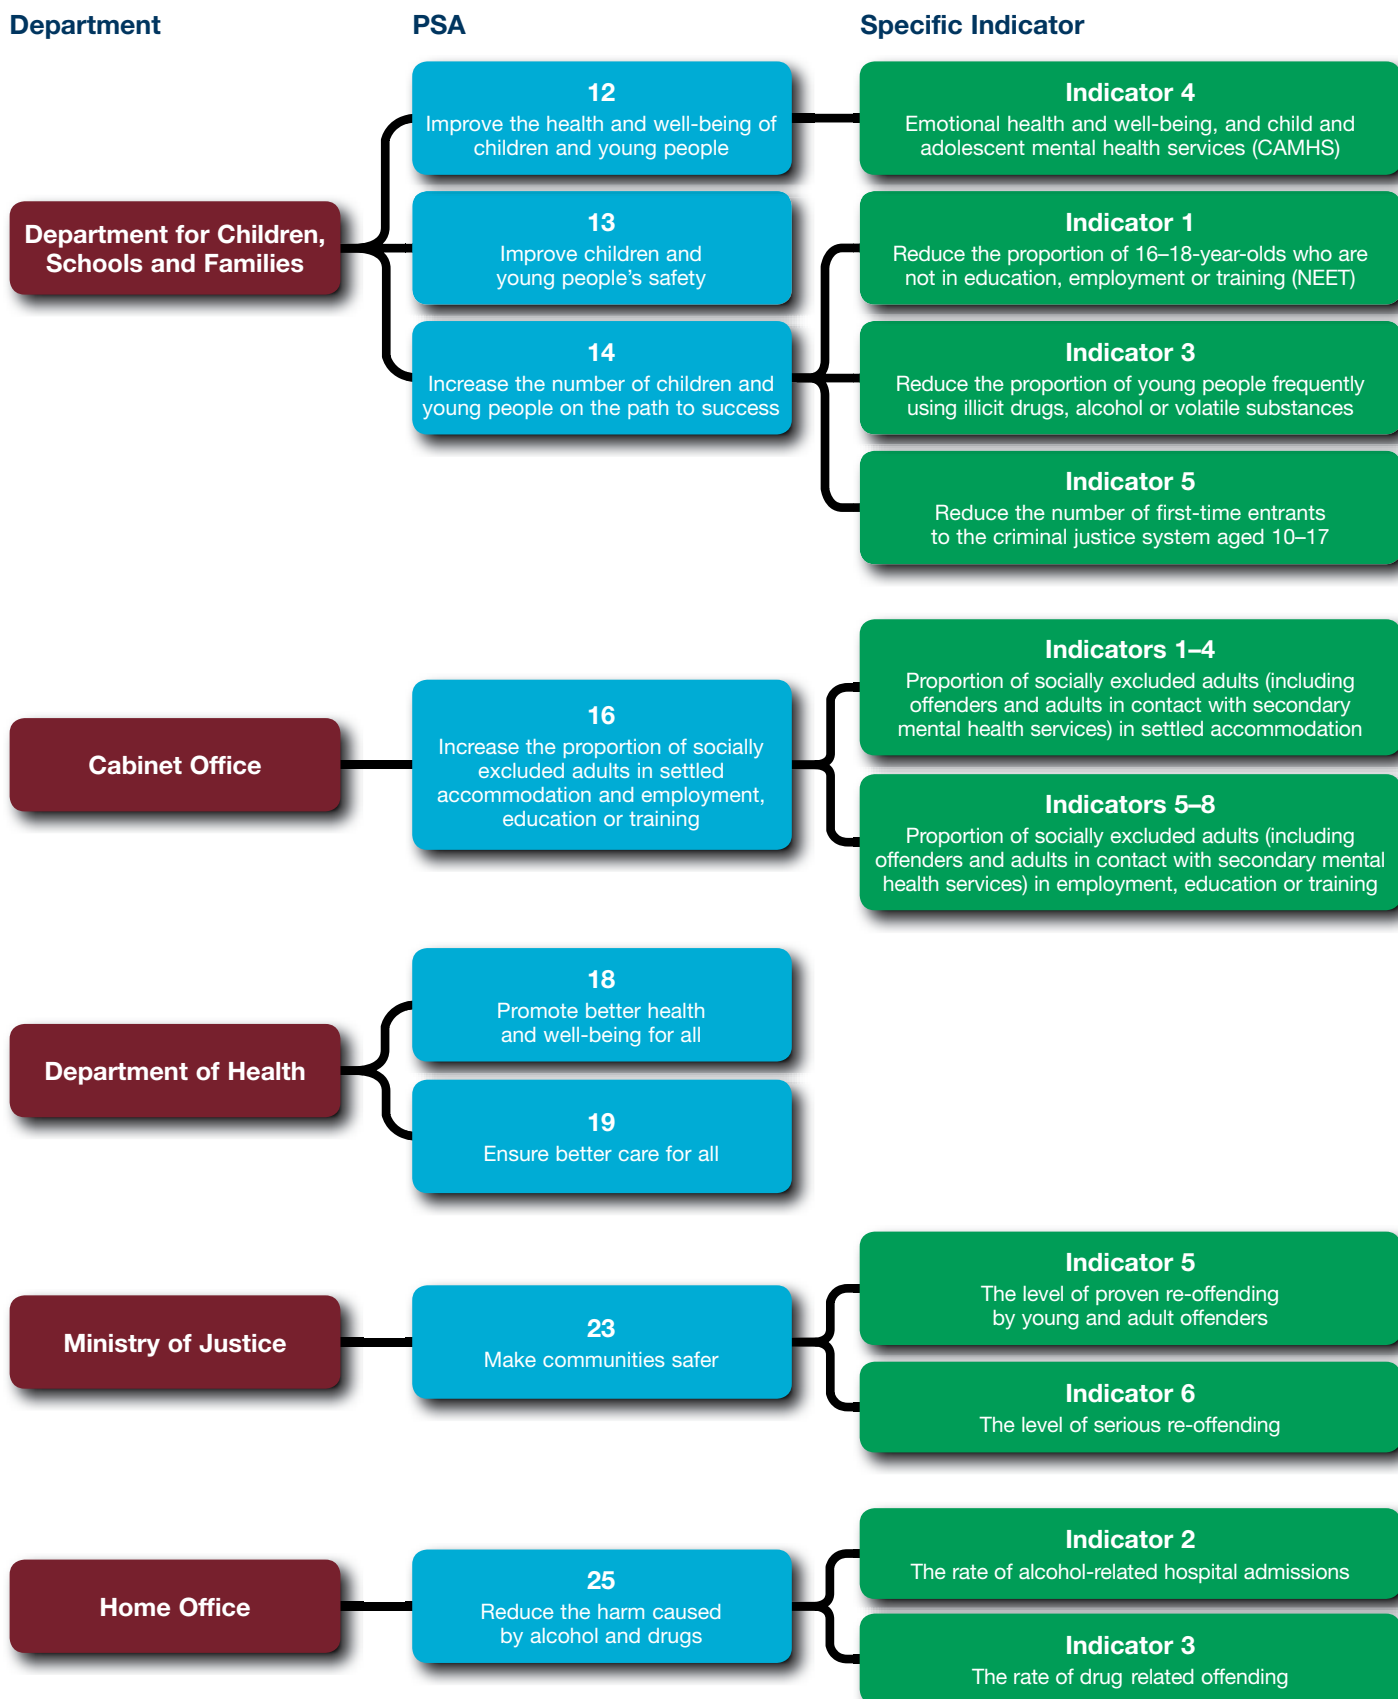 Department
PSA
Specific Indicator
Department for Children,
Schools and Families
12
Improve the health and well-being of
children and young people
Indicator 4
Emotional health and well-being, and child and
adolescent mental health services (CAMHS)
13
Improve children and
young people’s safety
14
Increase the number of children and
young people on the path to success
Indicator 1
Reduce the proportion of 16–18-year-olds who are
not in education, employment or training (NEET)
Indicator 3
Reduce the proportion of young people frequently
using illicit drugs, alcohol or volatile substances
Indicator 5
Reduce the number of first-time entrants
to the criminal justice system aged 10–17
Cabinet Office
16
Increase the proportion of socially
excluded adults in settled
accommodation and employment,
education or training
Indicators 1–4
Proportion of socially excluded adults (including
offenders and adults in contact with secondary
mental health services) in settled accommodation
Indicators 5–8
Proportion of socially excluded adults (including
offenders and adults in contact with secondary mental
health services) in employment, education or training
Department of Health
18
Promote better health
and well-being for all
19
Ensure better care for all
Ministry of Justice
23
Make communities safer
Indicator 5
The level of proven re-offending
by young and adult offenders
Indicator 6
The level of serious re-offending
Home Office
25
Reduce the harm caused
by alcohol and drugs
Indicator 2
The rate of alcohol-related hospital admissions
Indicator 3
The rate of drug related offending